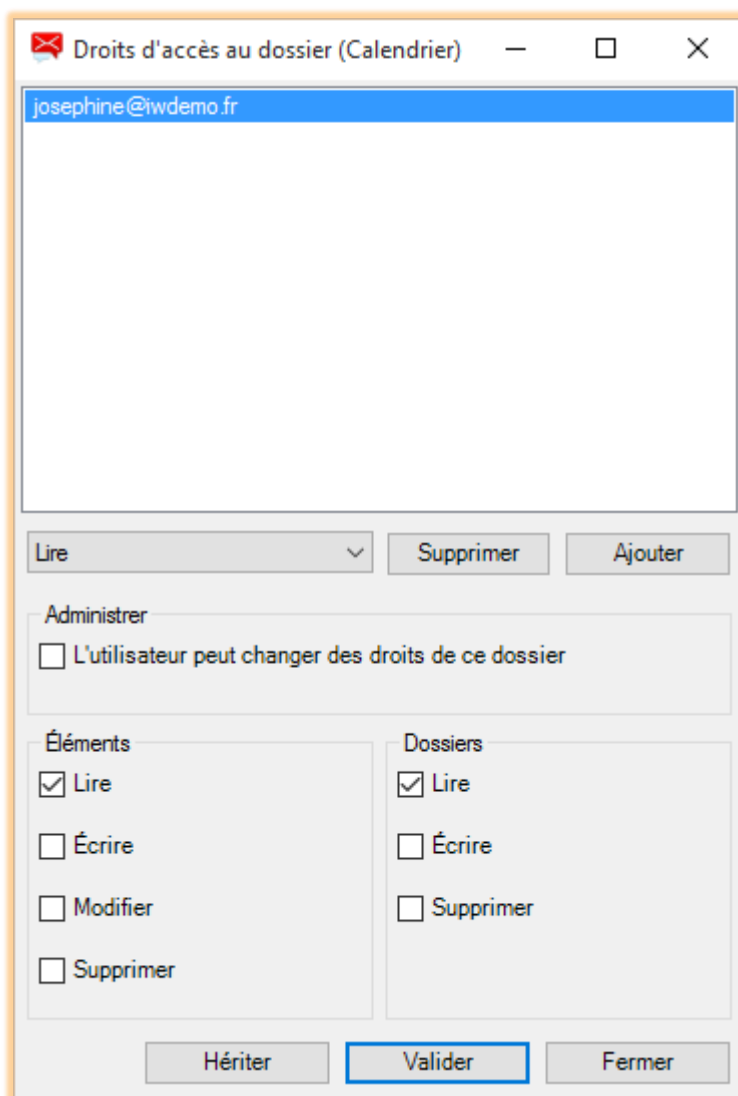 Droits d'accès au dossier (Calendrier)
josephine@iwdemo.fr
Lire
Supprimer
Ajouter
Administrer
L'utilisateur peut changer des droits de ce dossier
Éléments
Lire
Écrire
Modifier
Supprimer
Dossiers
Lire
Écrire
Supprimer
Hériter
Valider
Fermer